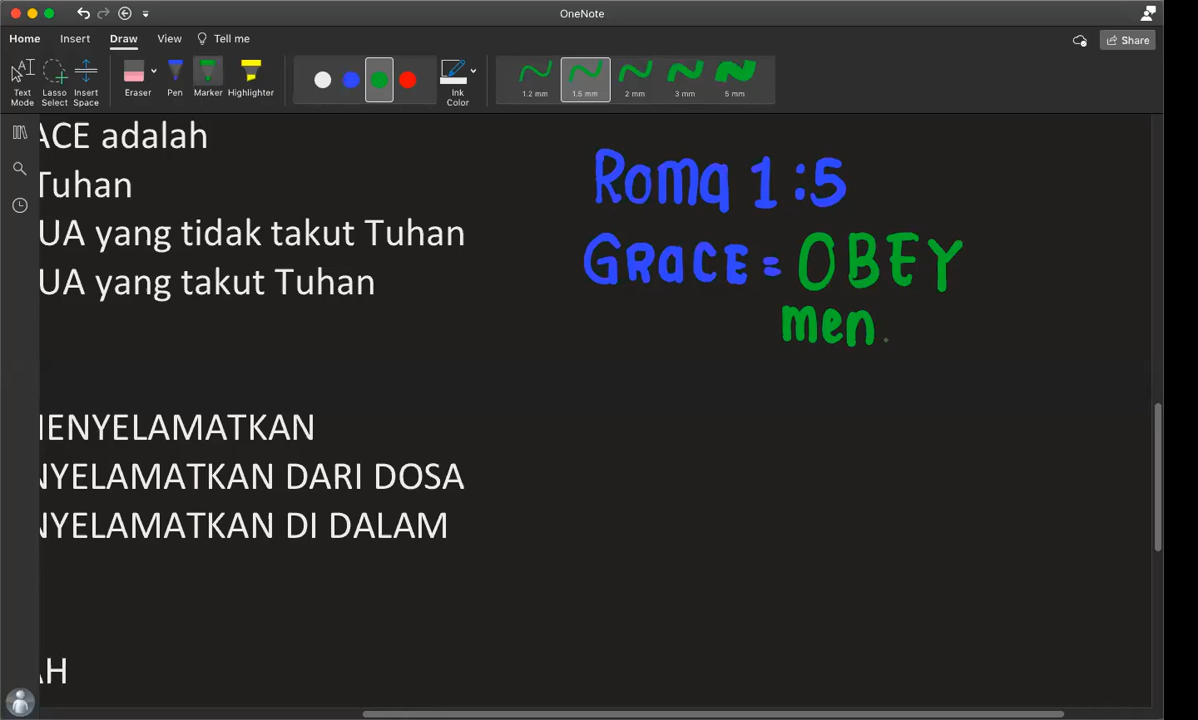 OneNote
Home Insert Draw View Tell me
Share
Text Mode
Lasso Select
Insert Space
Eraser
Pen
Marker
Highlighter
Ink Color
1.2 mm
1.5 mm
2 mm
3 mm
5 mm
ACE adalah
Tuhan
UA yang tidak takut Tuhan
UA yang takut Tuhan
MENYELAMATKAN
NYELAMATKAN DARI DOSA
NYELAMATKAN DI DALAM
AH
Roma 1:5
GRACE = OBEY
men